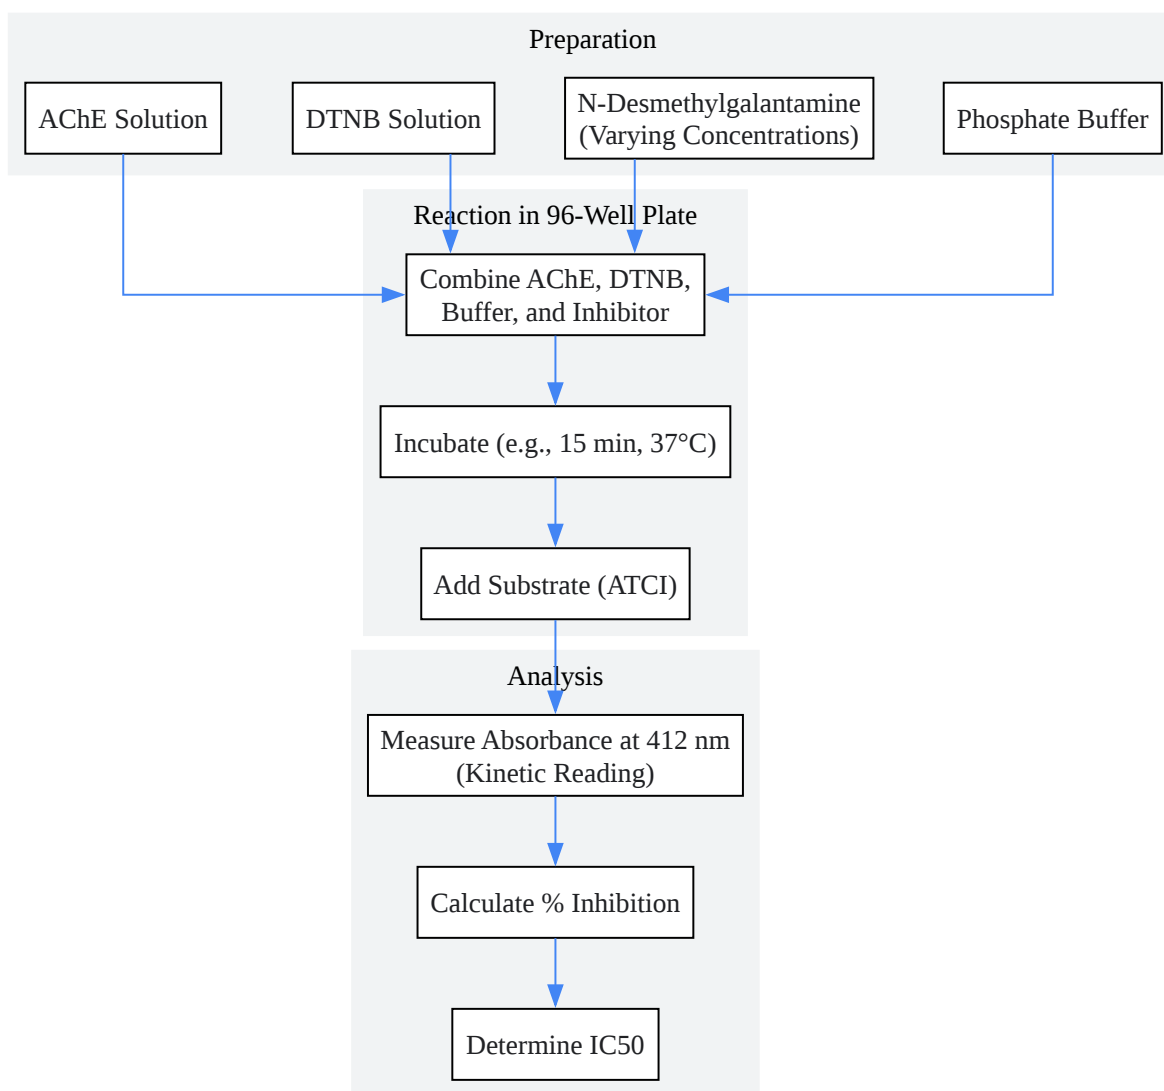 Preparation
AChE Solution
DTNB Solution
N-Desmethylgalantamine
(Varying Concentrations)
Phosphate Buffer
Reaction in 96-Well Plate
Combine AChE, DTNB,
Buffer, and Inhibitor
Incubate (e.g., 15 min, 37°C)
Add Substrate (ATCI)
Analysis
Measure Absorbance at 412 nm
(Kinetic Reading)
Calculate % Inhibition
Determine IC50